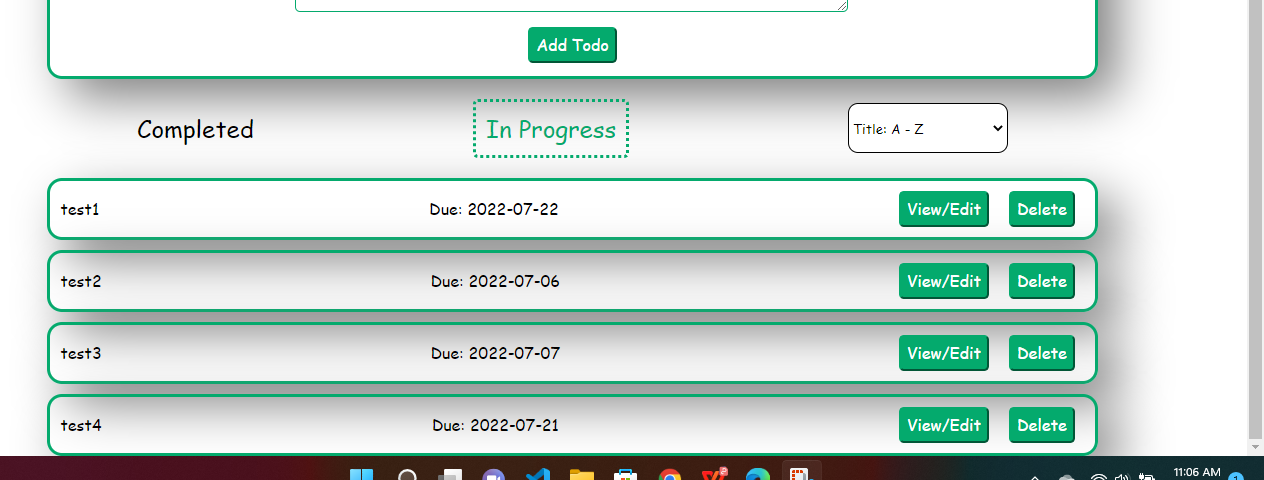 Add Todo
Completed In Progress Title: A - Z
test1 Due: 2022-07-22 View/Edit Delete
test2 Due: 2022-07-06 View/Edit Delete
test3 Due: 2022-07-07 View/Edit Delete
test4 Due: 2022-07-21 View/Edit Delete
11:06 AM